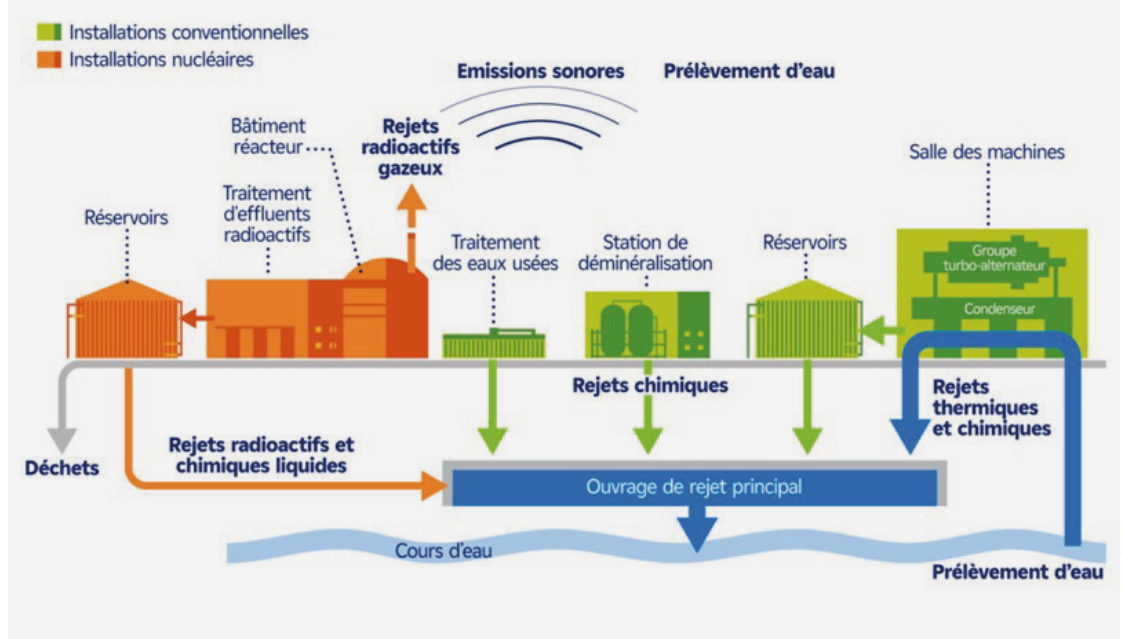 Installations conventionnelles
Installations nucléaires
Emissions sonores
Prélèvement d'eau
Bâtiment
réacteur
Rejets
radioactifs
gazeux
Salle des machines
Réservoirs
Traitement
d'effluents
radioactifs
Traitement
des eaux usées
Station de
déminéralisation
Réservoirs
Groupe
turbo-alternateur
Condenseur
Rejets chimiques
Rejets
thermiques
et chimiques
Déchets
Rejets radioactifs et
chimiques liquides
Ouvrage de rejet principal
Cours d'eau
Prélèvement d'eau